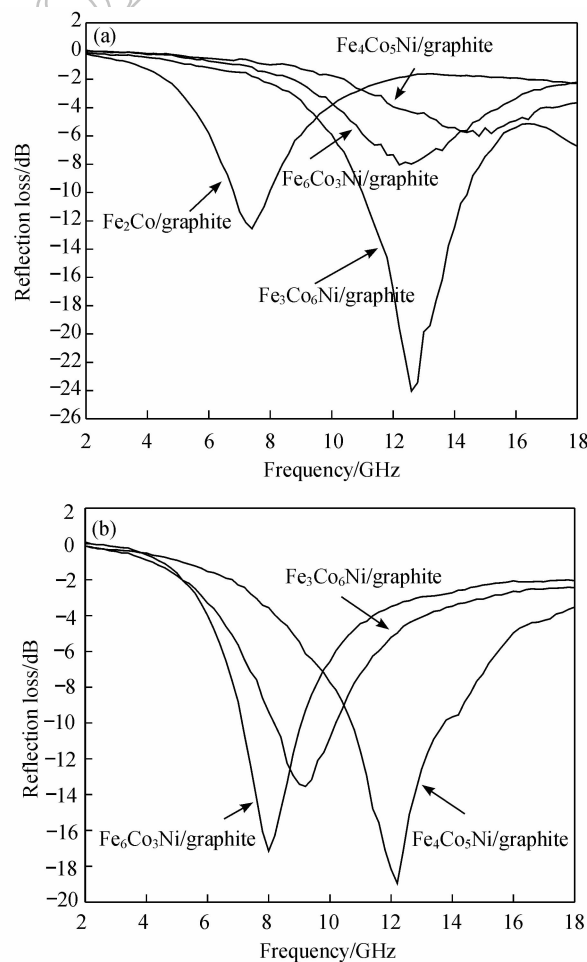 (a)
2
0
−2
−4
−6
−8
−10
−12
−14
−16
−18
−20
−22
−24
−26
Reflection loss/dB
Fe₄Co₅Ni/graphite
Fe₆Co₃Ni/graphite
Fe₂Co/graphite
Fe₃Co₆Ni/graphite
2 4 6 8 10 12 14 16 18
Frequency/GHz
(b)
2
0
−2
−4
−6
−8
−10
−12
−14
−16
−18
−20
Reflection loss/dB
Fe₃Co₆Ni/graphite
Fe₆Co₃Ni/graphite
Fe₄Co₅Ni/graphite
2 4 6 8 10 12 14 16 18
Frequency/GHz